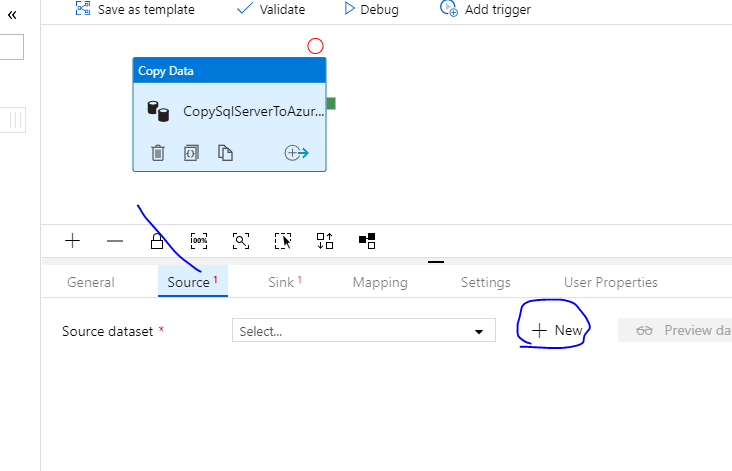 «
Save as template Validate Debug Add trigger
Copy Data
CopySqlServerToAzur...
100%
General Source 1 Sink 1 Mapping Settings User Properties
Source dataset * Select... + New Preview da